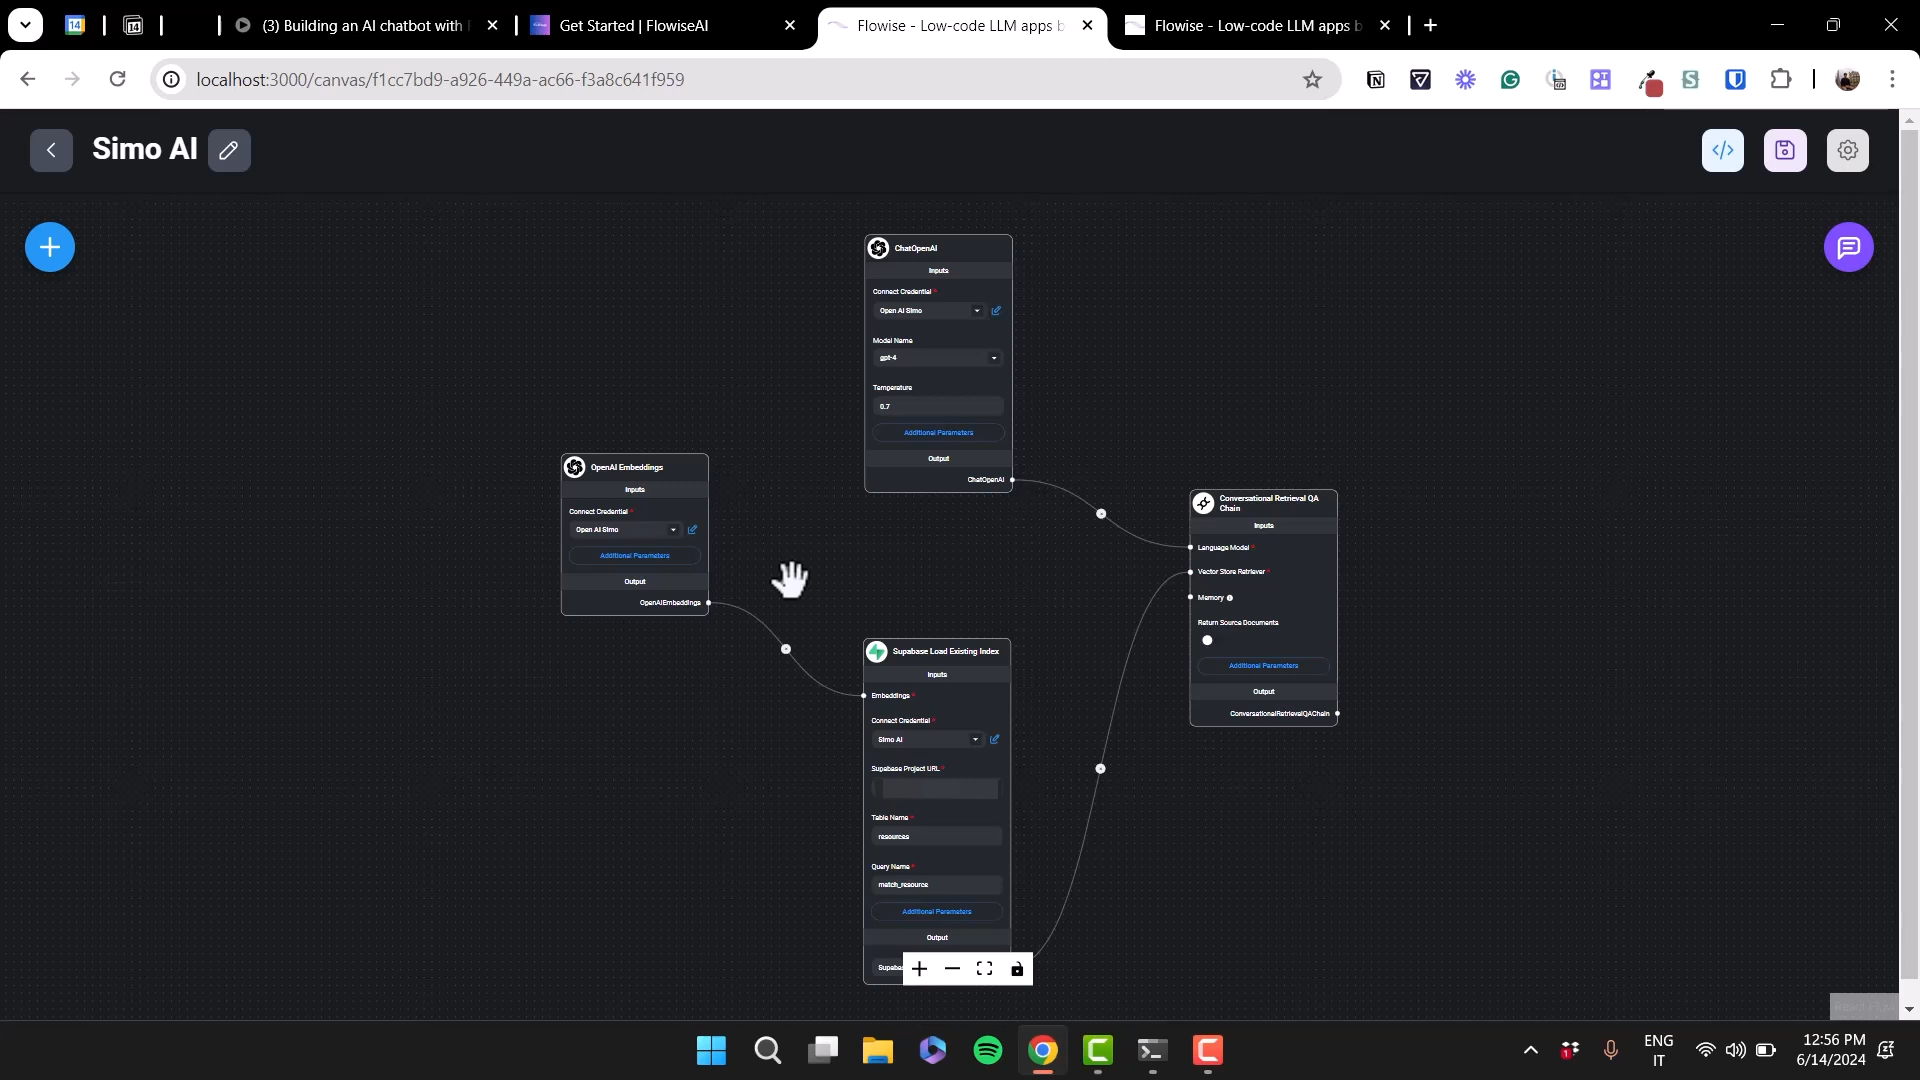 (3) Building an AI chatbot with
Get Started | FlowiseAI
Flowise - Low-code LLM apps b
Flowise - Low-code LLM apps b
localhost:3000/canvas/f1cc7bd9-a926-449a-ac66-f3a8c641f959
Simo AI
</>
ChatOpenAI
Inputs
Connect Credential *
Open AI Simo
Model Name
gpt-4
Temperature
0.7
Additional Parameters
Output
ChatOpenAI
OpenAI Embeddings
Inputs
Connect Credential *
Open AI Simo
Additional Parameters
Output
OpenAIEmbeddings
Conversational Retrieval QA
Chain
Inputs
Language Model *
Vector Store Retriever *
Memory
Return Source Documents
Additional Parameters
Output
ConversationalRetrievalQAChain
Supabase Load Existing Index
Inputs
Embeddings *
Connect Credential *
Simo AI
Supabase Project URL *
Table Name *
resources
Query Name *
match_resource
Additional Parameters
Output
Supabas
ENG
IT
12:56 PM
6/14/2024